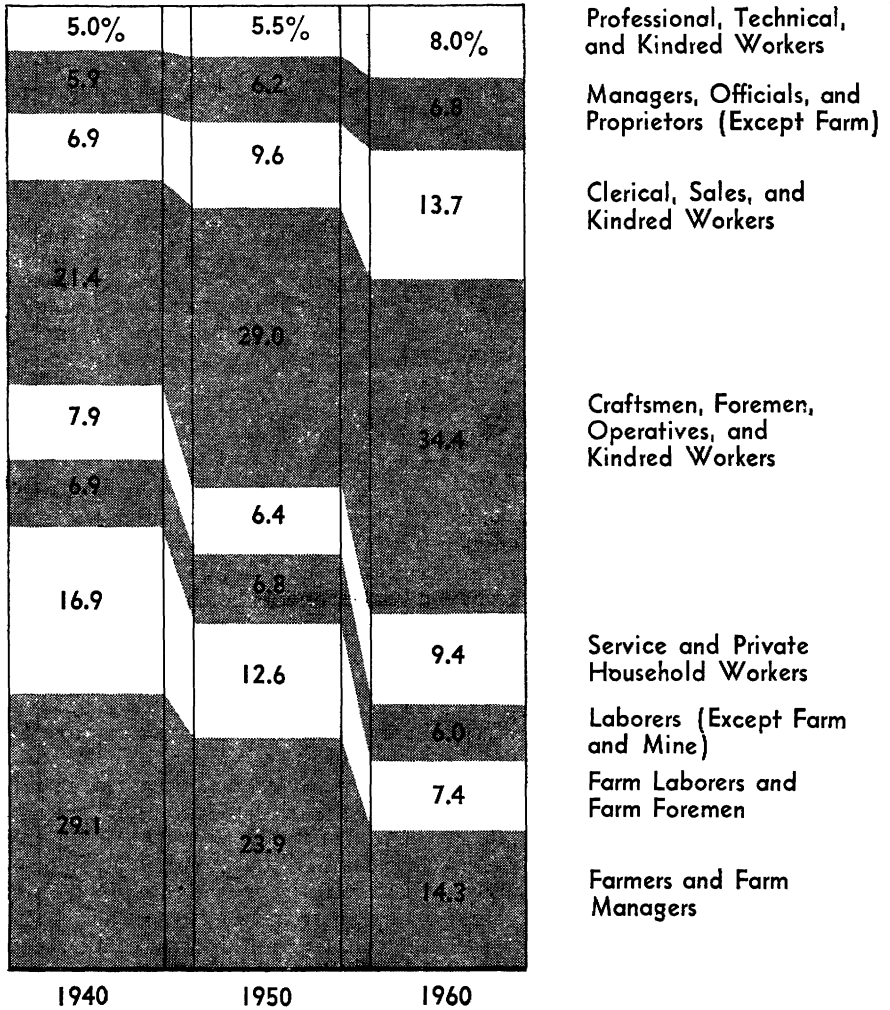 5.0%
5.9
6.9
21.4
7.9
6.9
16.9
29.1
1940
5.5%
6.2
9.6
29.0
6.4
6.8
12.6
23.9
1950
8.0%
6.8
13.7
34.4
9.4
6.0
7.4
14.3
1960
Professional, Technical,
and Kindred Workers
Managers, Officials, and
Proprietors (Except Farm)
Clerical, Sales, and
Kindred Workers
Craftsmen, Foremen,
Operatives, and
Kindred Workers
Service and Private
Household Workers
Laborers (Except Farm
and Mine)
Farm Laborers and
Farm Foremen
Farmers and Farm
Managers